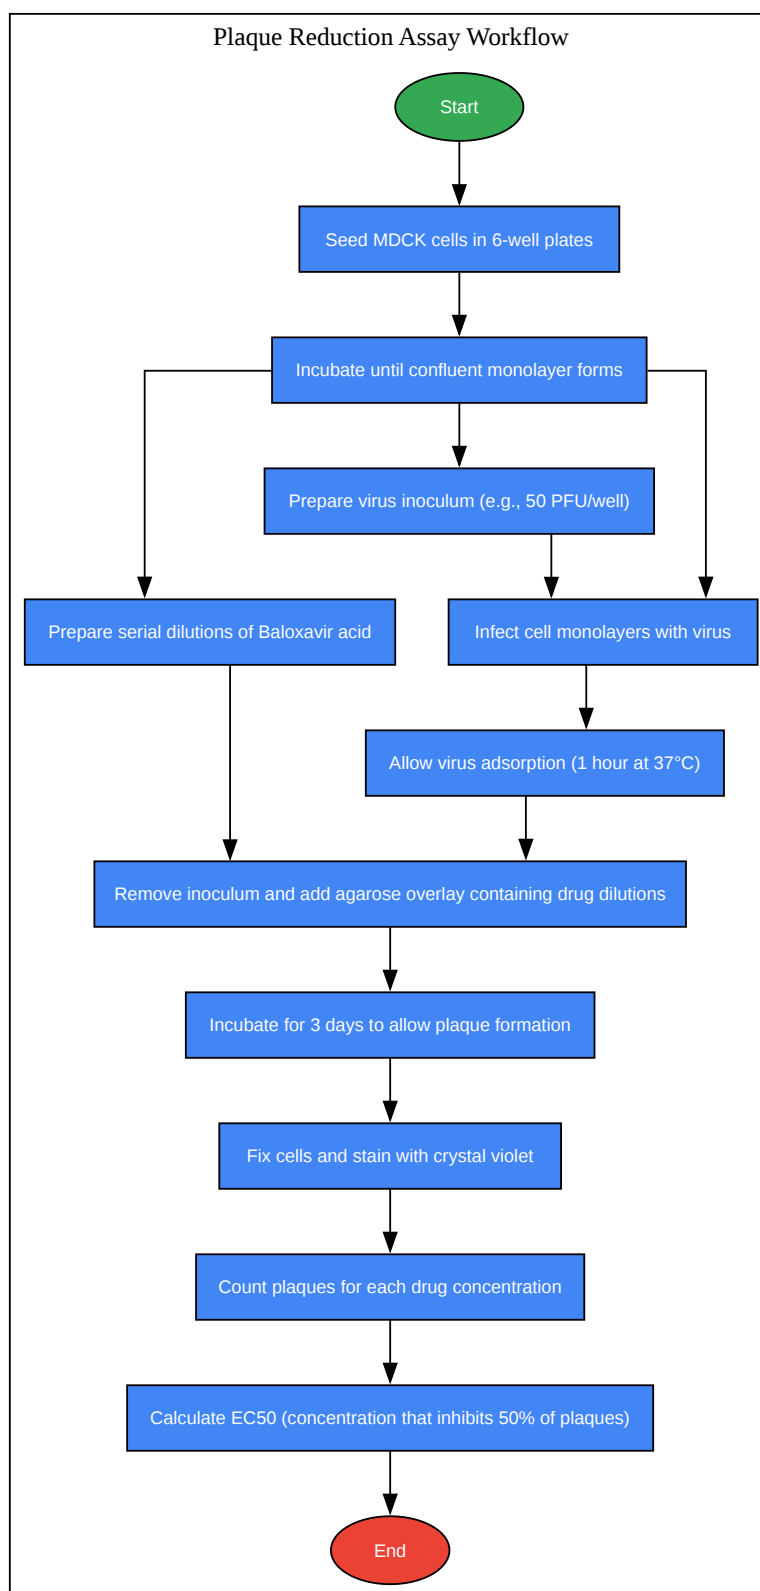 Plaque Reduction Assay Workflow
Start
Seed MDCK cells in 6-well plates
Incubate until confluent monolayer forms
Prepare virus inoculum (e.g., 50 PFU/well)
Prepare serial dilutions of Baloxavir acid
Infect cell monolayers with virus
Allow virus adsorption (1 hour at 37°C)
Remove inoculum and add agarose overlay containing drug dilutions
Incubate for 3 days to allow plaque formation
Fix cells and stain with crystal violet
Count plaques for each drug concentration
Calculate EC50 (concentration that inhibits 50% of plaques)
End